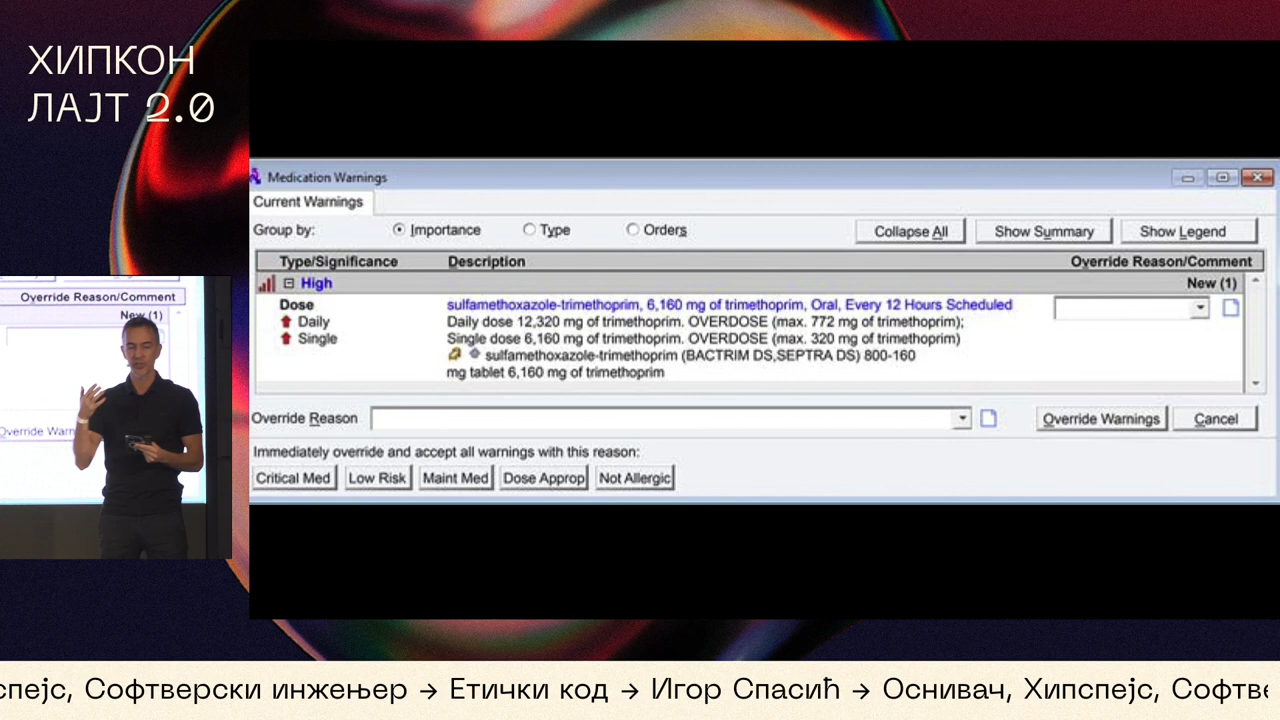 ХИПКОН
ЛАЈТ 2.0
Medication Warnings
Current Warnings
Group by:
Importance
Type
Orders
Collapse All
Show Summary
Show Legend
Type/Significance
Description
Override Reason/Comment
High
New (1)
Dose
sulfamethoxazole-trimethoprim, 6,160 mg of trimethoprim, Oral, Every 12 Hours Scheduled
Daily
Daily dose 12,320 mg of trimethoprim. OVERDOSE (max. 772 mg of trimethoprim);
Single
Single dose 6,160 mg of trimethoprim. OVERDOSE (max. 320 mg of trimethoprim)
sulfamethoxazole-trimethoprim (BACTRIM DS,SEPTRA DS) 800-160
mg tablet 6,160 mg of trimethoprim
Override Reason
Override Warnings
Cancel
Immediately override and accept all warnings with this reason:
Critical Med
Low Risk
Maint Med
Dose Approp
Not Allergic
Override Reason/Comment
New (1)
Override Warn
спејс, Софтверски инжењер → Етички код → Игор Спасић → Оснивач, Хипспејс, Софтве